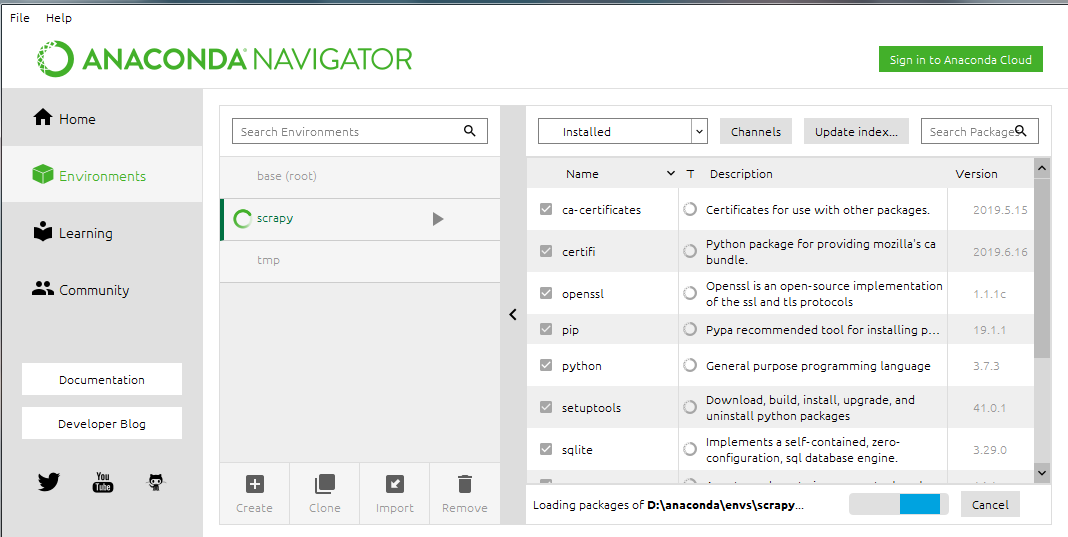 File Help
ANACONDA NAVIGATOR
Sign in to Anaconda Cloud
Home
Environments
Learning
Community
Documentation
Developer Blog
You
Tube
Search Environments
base (root)
scrapy
tmp
Create Clone Import Remove
Installed Channels Update index... Search Packages
Name T Description Version
ca-certificates Certificates for use with other packages. 2019.5.15
certifi Python package for providing mozilla's ca
bundle. 2019.6.16
openssl Openssl is an open-source implementation
of the ssl and tls protocols 1.1.1c
pip Pypa recommended tool for installing p... 19.1.1
python General purpose programming language 3.7.3
setuptools Download, build, install, upgrade, and
uninstall python packages 41.0.1
sqlite Implements a self-contained, zero-
configuration, sql database engine. 3.29.0
Loading packages of D:\anaconda\envs\scrapy... Cancel